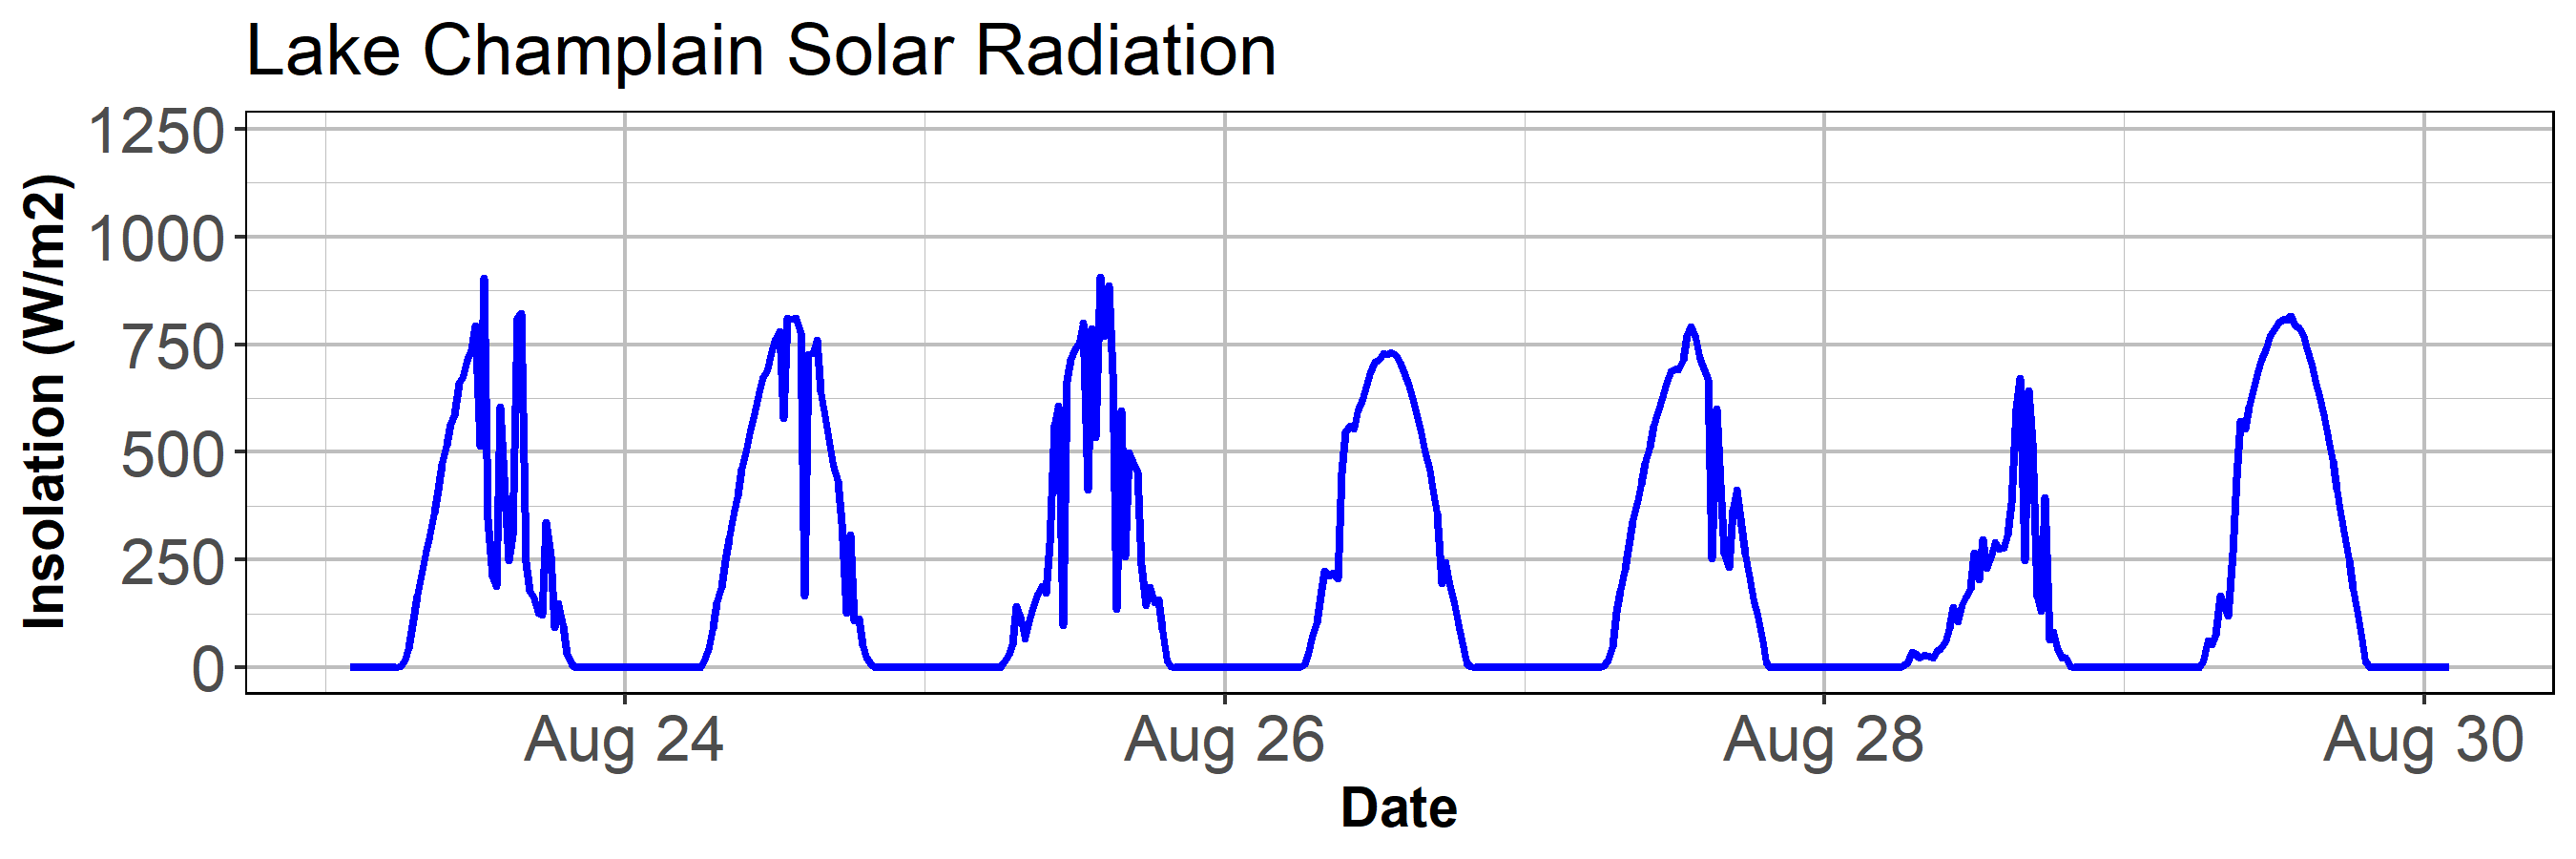 Lake Champlain Solar Radiation
Insolation (W/m2)
1250
1000
750
500
250
0
Aug 24 Aug 26 Aug 28 Aug 30
Date